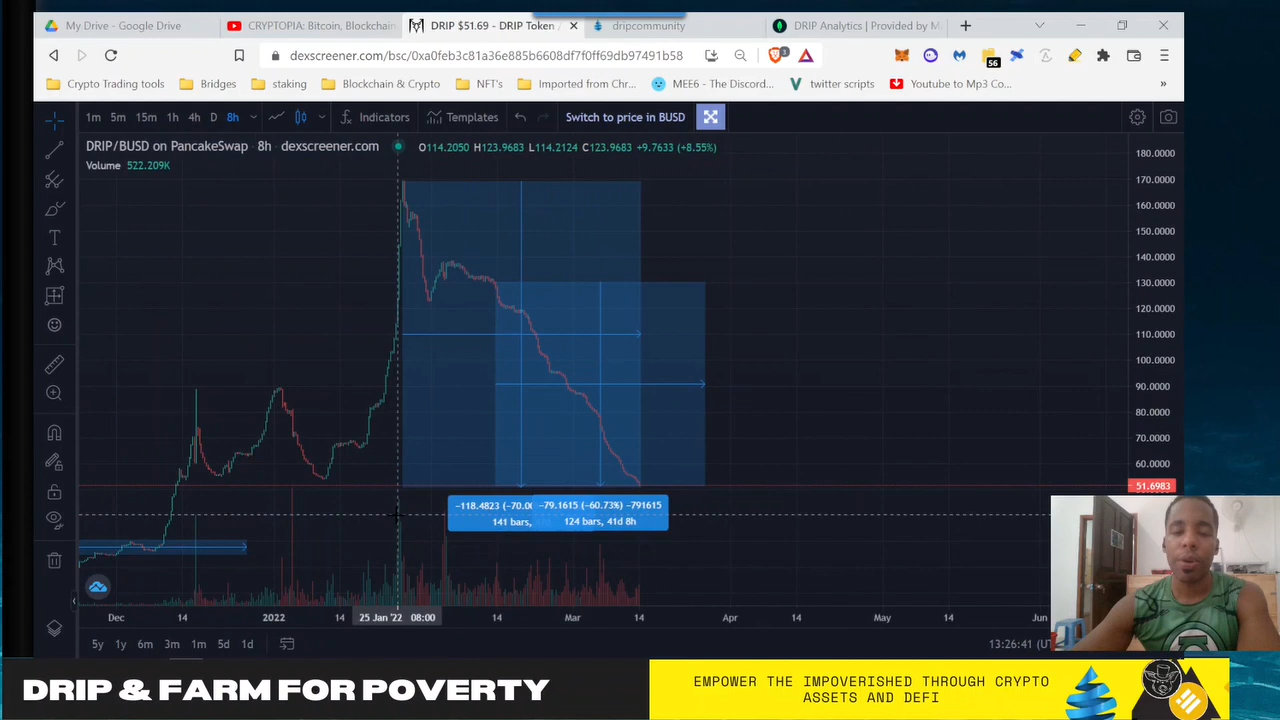 My Drive - Google Drive
CRYPTOPIA: Bitcoin, Blockchain
DRIP $51.69 - DRIP Token
dripcommunity
DRIP Analytics | Provided by M
dexscreener.com/bsc/0xa0feb3c81a36e885b6608df7f0ff69db97491b58
3
56
Crypto Trading tools
Bridges
staking
Blockchain & Crypto
NFT's
Imported from Chr...
MEE6 - The Discord...
twitter scripts
Youtube to Mp3 Co...
»
1m 5m 15m 1h 4h D 8h
Indicators
Templates
Switch to price in BUSD
DRIP/BUSD on PancakeSwap · 8h · dexscreener.com
O114.2050 H123.9683 L114.2124 C123.9683 +9.7633 (+8.55%)
Volume 522.209K
180.0000
170.0000
160.0000
150.0000
140.0000
130.0000
120.0000
110.0000
100.0000
90.0000
80.0000
70.0000
60.0000
51.6983
−118.4823 (−70.0
141 bars,
−79.1615 (−60.73%) −791615
124 bars, 41d 8h
Dec 14 2022 14 25 Jan '22 08:00 14 Mar 14 Apr 14 May 14 Jun
5y 1y 6m 3m 1m 5d 1d
13:26:41 (U
DRIP & FARM FOR POVERTY
EMPOWER THE IMPOVERISHED THROUGH CRYPTO
ASSETS AND DEFI